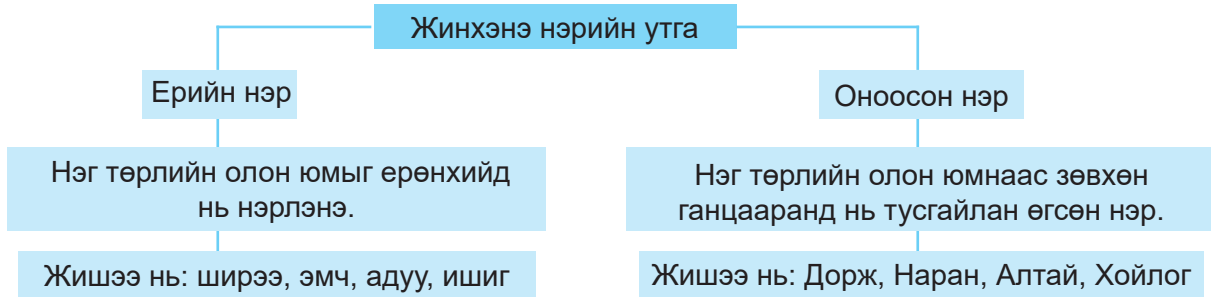 Жинхэнэ нэрийн утга
Ерийн нэр
Нэг төрлийн олон юмыг ерөнхийд
нь нэрлэнэ.
Жишээ нь: ширээ, эмч, адуу, ишиг
Оноосон нэр
Нэг төрлийн олон юмнаас зөвхөн
ганцааранд нь тусгайлан өгсөн нэр.
Жишээ нь: Дорж, Наран, Алтай, Хойлог